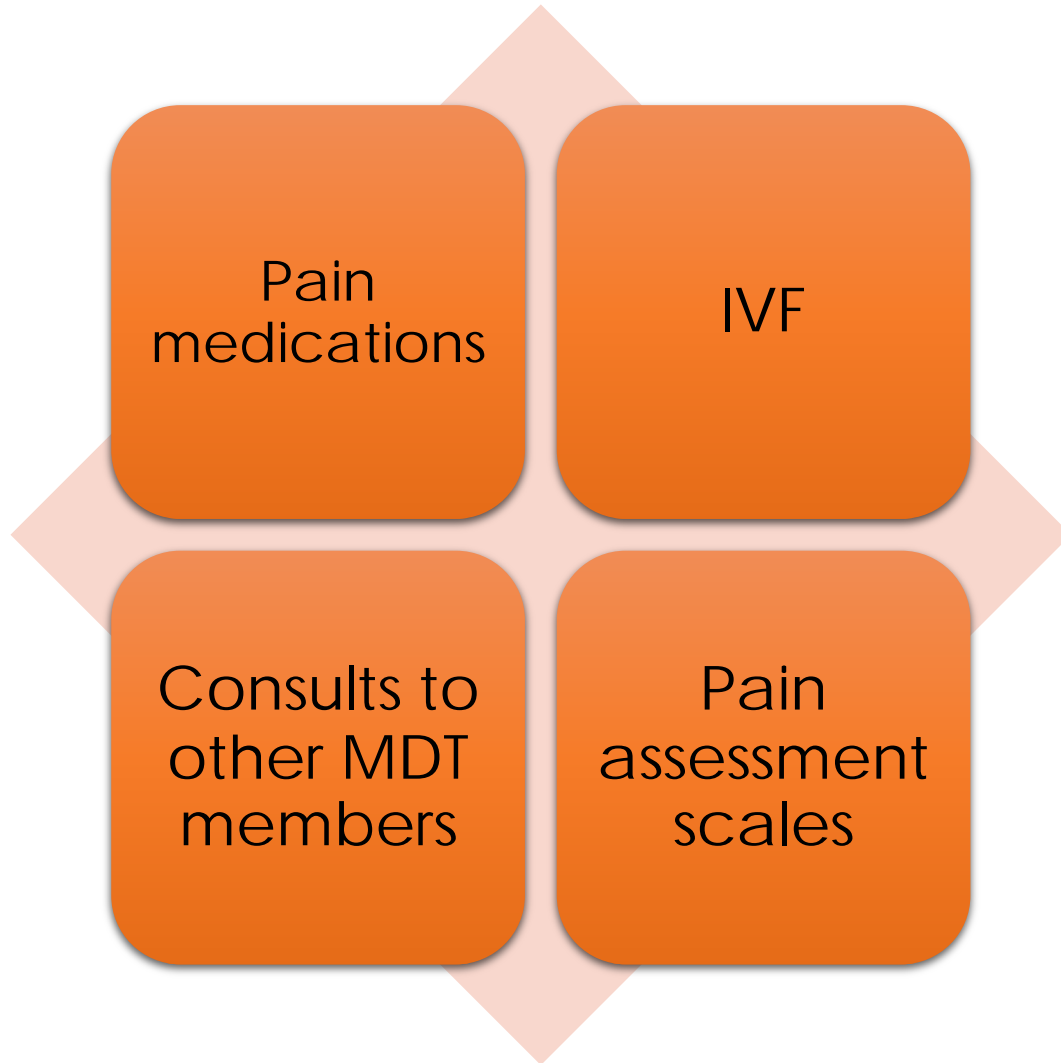 Pain
medications
IVF
Consults to
other MDT
members
Pain
assessment
scales